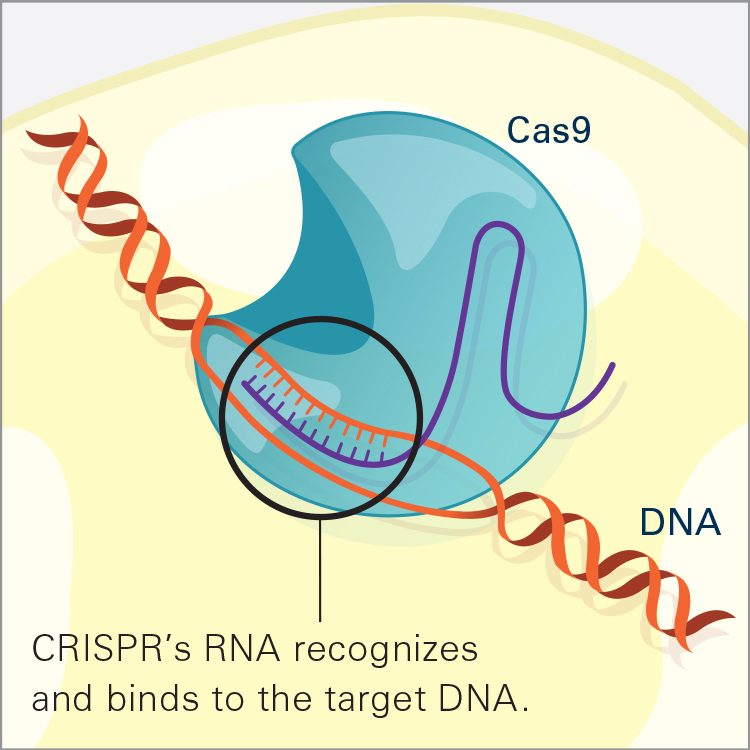 Cas9
DNA
CRISPR’s RNA recognizes
and binds to the target DNA.